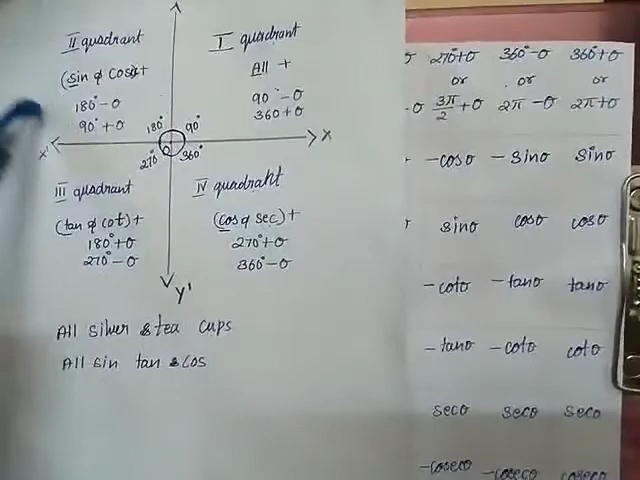 II quadrant
(sin & cosec)+
180°-θ
90°+θ
I quadrant
All +
90°-θ
360+θ
180° 90°
270° 360°
X' X
III quadrant
(tan & cot)+
180°+θ
270°-θ
IV quadrant
(cos & sec)+
270°+θ
360°-θ
Y'
All silver & tea cups
All sin tan & cos
270°+θ 360°-θ 360°+θ
or or or
3π/2+θ 2π-θ 2π+θ
-cosθ -sinθ sinθ
sinθ cosθ cosθ
-cotθ -tanθ tanθ
-tanθ -cotθ cotθ
secθ secθ
-cosecθ -cosecθ cosecθ